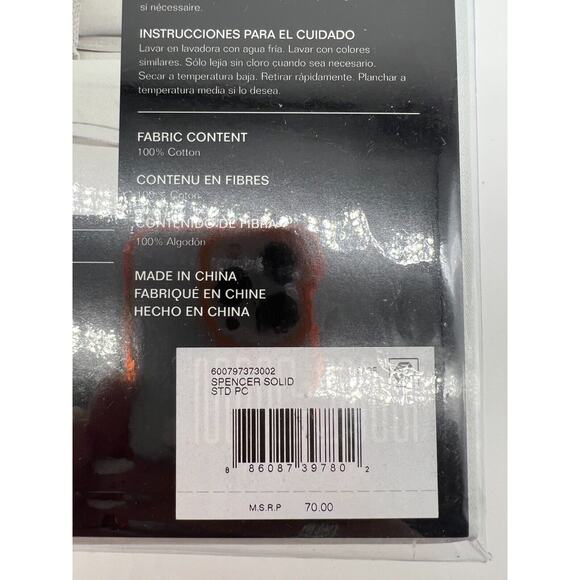 si nécessaire.
INSTRUCCIONES PARA EL CUIDADO
Lavar en lavadora con agua fría. Lavar con colores
similares. Sólo lejia sin cloro cuando sea necesario.
Secar a temperatura baja. Retirar rápidamente. Planchar a
temperatura media si lo desea.
FABRIC CONTENT
100% Cotton
CONTENU EN FIBRES
100% Coton
CONTENIDO DE FIBRA
100% Algodón
MADE IN CHINA
FABRIQUÉ EN CHINE
HECHO EN CHINA
600797373002
SPENCER SOLID
STD PC
8 86087 39780 2
M.S.R.P 70.00